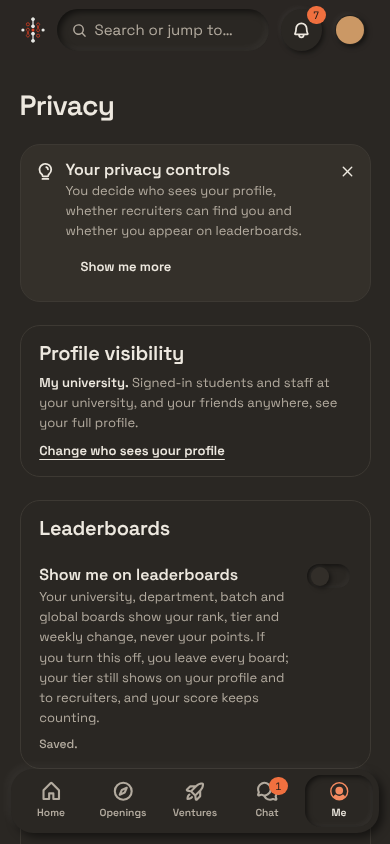 Search or jump to...
7
Privacy
Your privacy controls
You decide who sees your profile,
whether recruiters can find you and
whether you appear on leaderboards.
Show me more
Profile visibility
My university. Signed-in students and staff at
your university, and your friends anywhere, see
your full profile.
Change who sees your profile
Leaderboards
Show me on leaderboards
Your university, department, batch and
global boards show your rank, tier and
weekly change, never your points. If
you turn this off, you leave every board;
your tier still shows on your profile and
to recruiters, and your score keeps
counting.
Saved.
1
Home
Openings
Ventures
Chat
Me